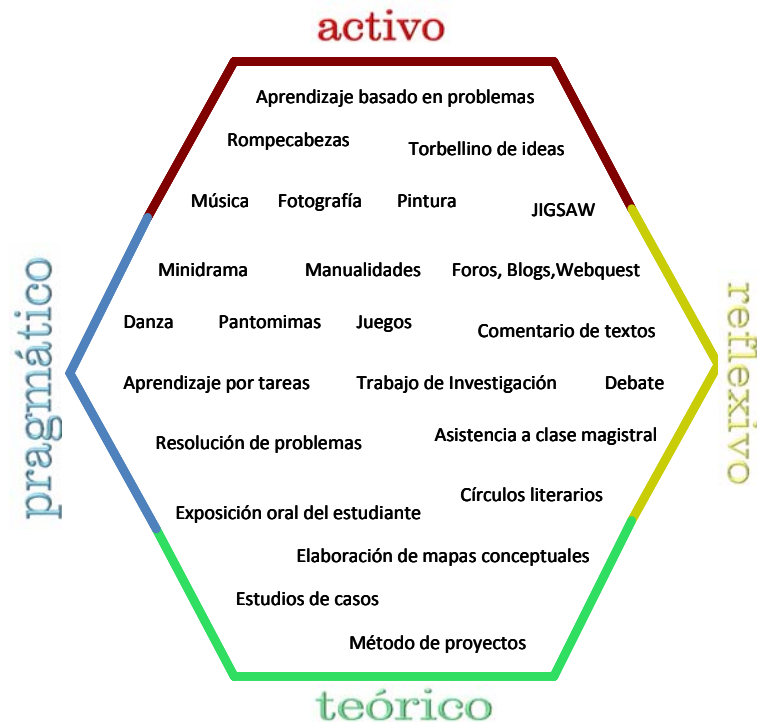 activo
Aprendizaje basado en problemas
Rompecabezas
Torbellino de ideas
Música Fotografía Pintura
JIGSAW
Minidrama Manualidades Foros, Blogs,Webquest
Danza Pantomimas Juegos
Comentario de textos
pragmático
reflexivo
Aprendizaje por tareas Trabajo de Investigación Debate
Resolución de problemas
Asistencia a clase magistral
Círculos literarios
Exposición oral del estudiante
Elaboración de mapas conceptuales
Estudios de casos
Método de proyectos
teórico